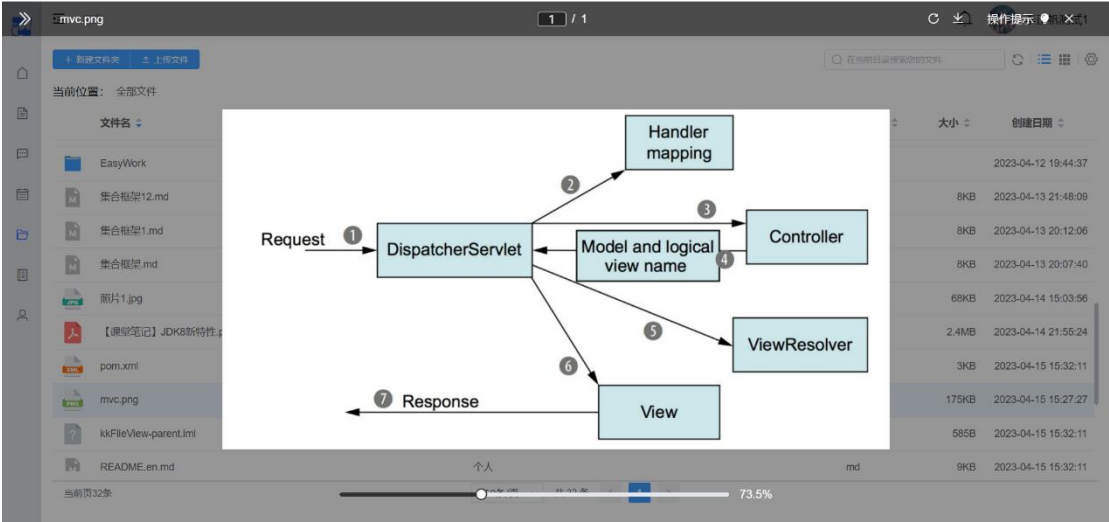 mvc.png
1 / 1
操作提示
+ 新建文件夹
上传文件
在当前目录搜索您的文件
当前位置： 全部文件
文件名
大小
创建日期
EasyWork
2023-04-12 19:44:37
集合框架12.md
8KB
2023-04-13 21:48:09
集合框架1.md
8KB
2023-04-13 20:12:06
集合框架.md
8KB
2023-04-13 20:07:40
照片1.jpg
68KB
2023-04-14 15:03:56
【课堂笔记】JDK8新特性.p
2.4MB
2023-04-14 21:55:24
pom.xml
3KB
2023-04-15 15:32:11
mvc.png
175KB
2023-04-15 15:27:27
kkFileView-parent.iml
585B
2023-04-15 15:32:11
README.en.md
个人
md
9KB
2023-04-15 15:32:11
当前页32条
73.5%
Handler
mapping
2
3
Request
1
DispatcherServlet
Model and logical
view name
4
Controller
5
ViewResolver
6
7
Response
View